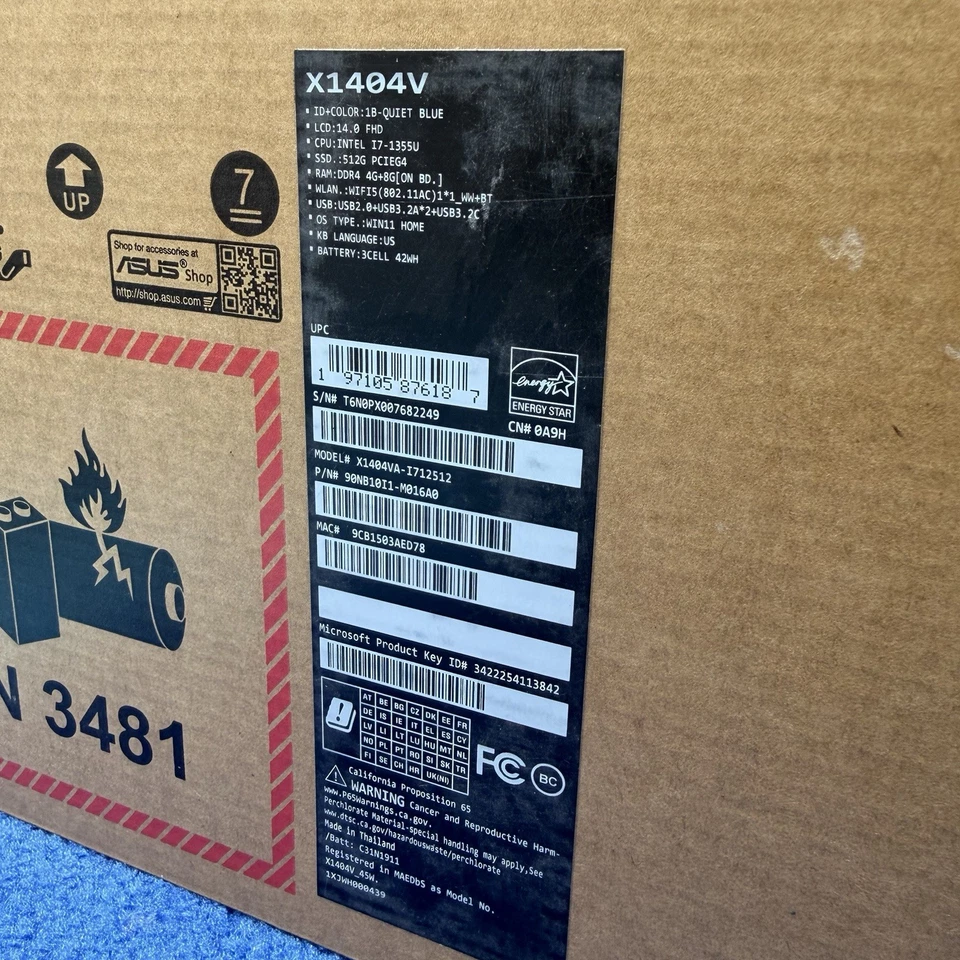 X1404V
ID+COLOR:1B-QUIET BLUE
LCD:14.0 FHD
CPU:INTEL I7-1355U
SSD.:512G PCIEG4
RAM:DDR4 4G+8G[ON BD.]
WLAN.:WIFI5(802.11AC)1*1_WW+BT
USB:USB2.0+USB3.2A*2+USB3.2C
OS TYPE.:WIN11 HOME
KB LANGUAGE:US
BATTERY:3CELL 42WH
UP
7
Shop for accessories at
ASUS® Shop
http://shop.asus.com
UPC
1 97105 87618 7
energy
ENERGY STAR
S/N# T6N0PX007682249
CN# 0A9H
MODEL# X1404VA-I712512
P/N# 90NB10I1-M016A0
MAC# 9CB1503AED78
Microsoft Product Key ID# 3422254113842
AT BE BG CZ DK EE FR
DE IS IE IT EL ES CY
LV LI LT LU HU MT NL
NO PL PT RO SI SK TR
FI SE CH HR UK(NI)
FC
BC
California Proposition 65
WARNING Cancer and Reproductive Harm-
www.P65Warnings.ca.gov.
Perchlorate Material-special handling may apply,See
www.dtsc.ca.gov/hazardouswaste/perchlorate
Made in Thailand
/Batt: C31N1911
Registered in MAEDbS as Model No.
X1404V_45W.
1XJWH000439
N 3481